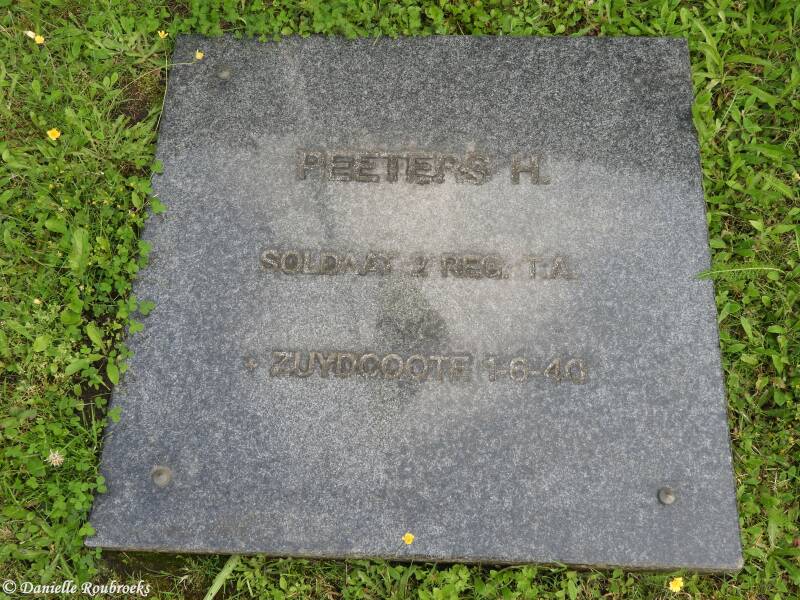 PEETERS H.
SOLDAAT 2 REG. T.A.
+ ZUYDCOOTE 1-6-40
© Danielle Roubroeks